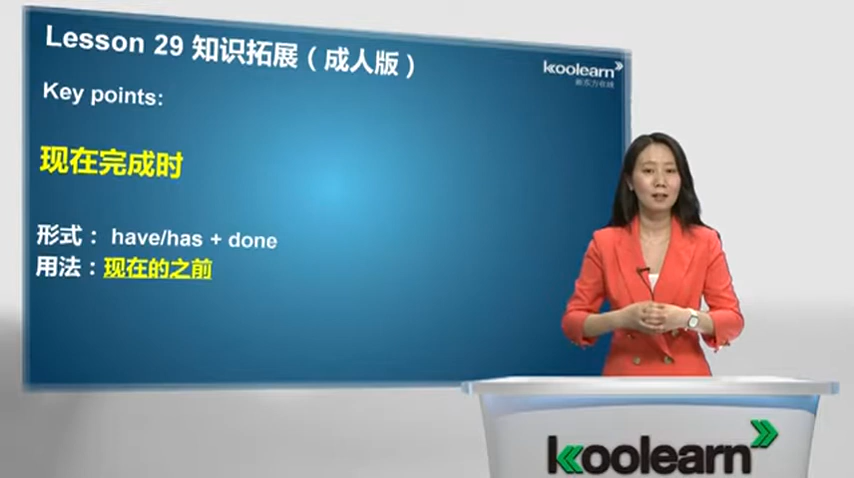 Lesson 29 知识拓展（成人版）
koolearn
新东方在线
Key points:
现在完成时
形式： have/has + done
用法：现在的之前
koolearn